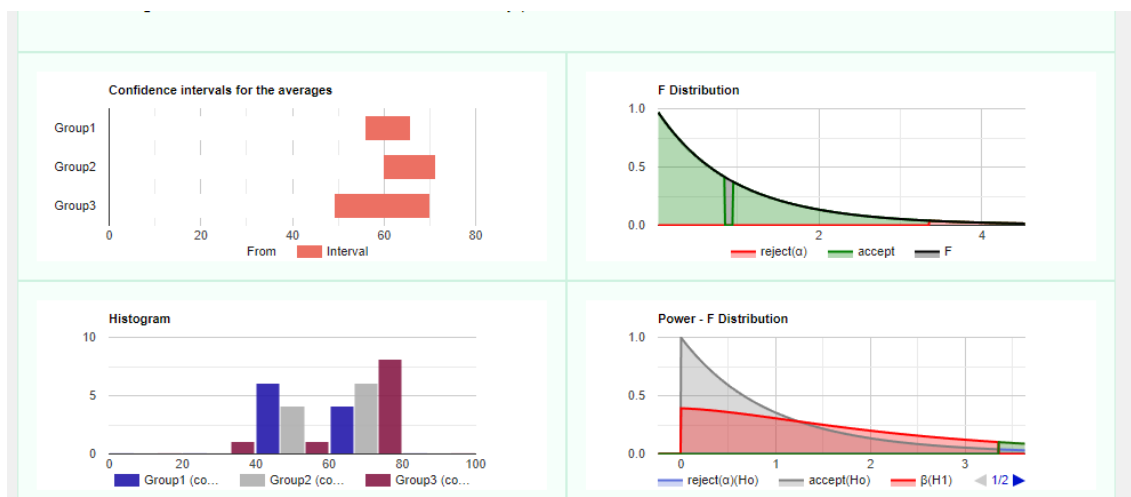 Confidence intervals for the averages
Group1
Group2
Group3
0 20 40 60 80
From Interval
F Distribution
1.0
0.5
0.0
2 4
reject(α) accept F
Histogram
10
5
0
0 20 40 60 80 100
Group1 (co... Group2 (co... Group3 (co...
Power - F Distribution
1.0
0.5
0.0
0 1 2 3
reject(α)(Ho) accept(Ho) β(H1) 1/2